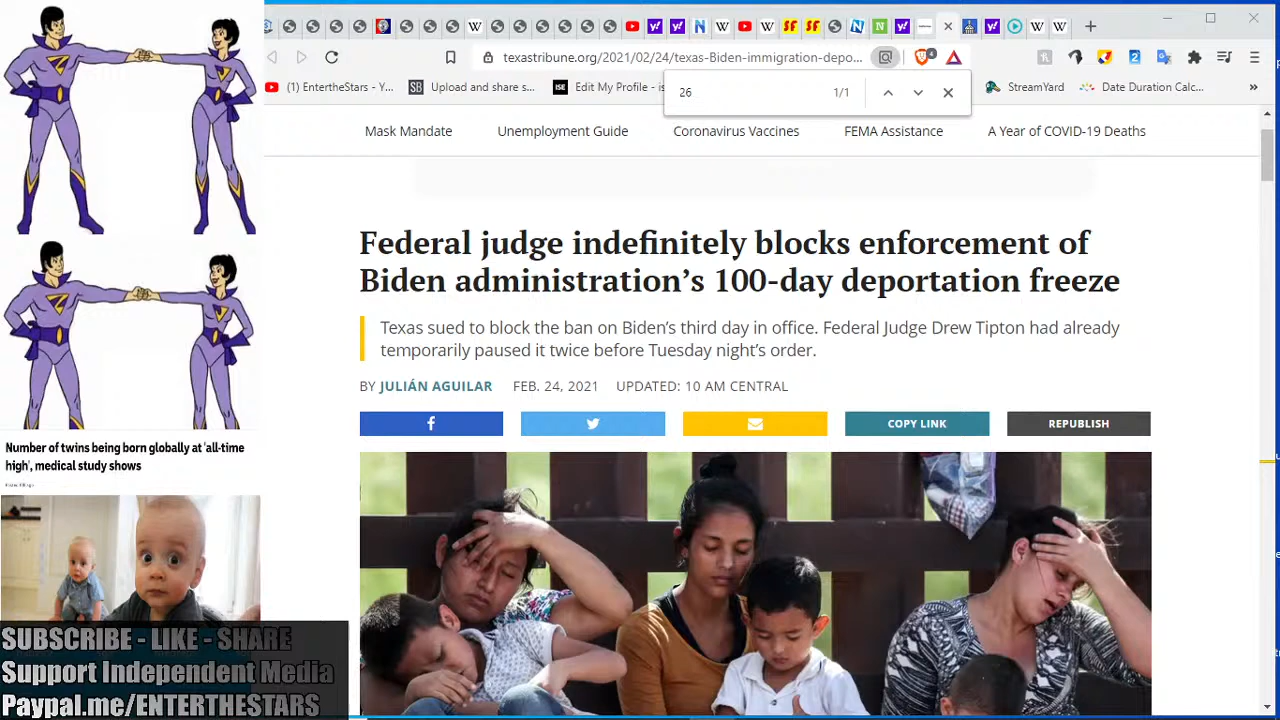 texastribune.org/2021/02/24/texas-Biden-immigration-depo...
4
2
(1) EntertheStars - Y...
SB
Upload and share s...
ISE
Edit My Profile - is
StreamYard
Date Duration Calc...
»
26
1/1
Mask Mandate
Unemployment Guide
Coronavirus Vaccines
FEMA Assistance
A Year of COVID-19 Deaths
Federal judge indefinitely blocks enforcement of
Biden administration’s 100-day deportation freeze
Texas sued to block the ban on Biden’s third day in office. Federal Judge Drew Tipton had already
temporarily paused it twice before Tuesday night’s order.
BY JULIÁN AGUILAR FEB. 24, 2021 UPDATED: 10 AM CENTRAL
COPY LINK
REPUBLISH
Number of twins being born globally at 'all-time
high', medical study shows
SUBSCRIBE - LIKE - SHARE
Support Independent Media
Paypal.me/ENTERTHESTARS